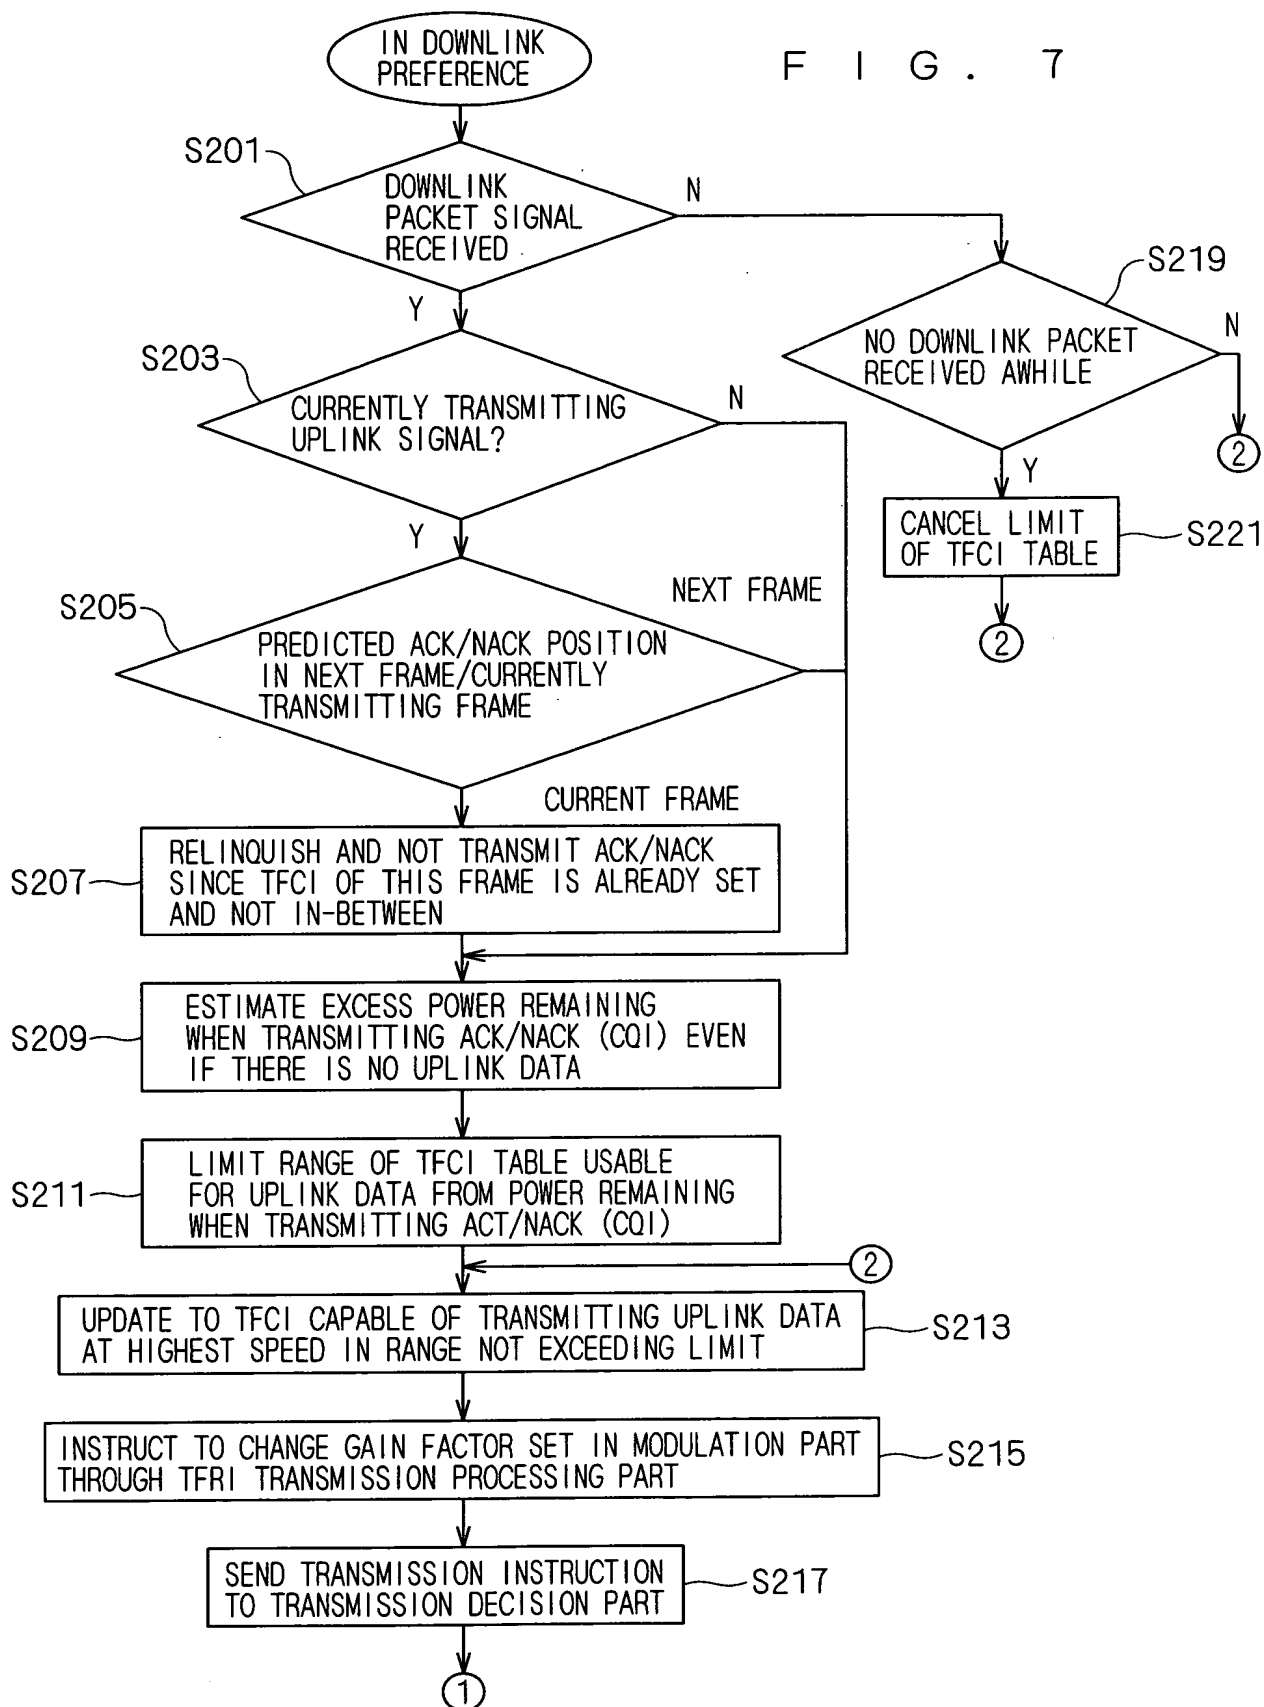 IN DOWNLINK
PREFERENCE
F I G . 7
S201
DOWNLINK
PACKET SIGNAL
RECEIVED
N
Y
S219
NO DOWNLINK PACKET
RECEIVED AWHILE
N
2
Y
S203
CURRENTLY TRANSMITTING
UPLINK SIGNAL?
N
Y
CANCEL LIMIT
OF TFCI TABLE
S221
2
S205
NEXT FRAME
PREDICTED ACK/NACK POSITION
IN NEXT FRAME/CURRENTLY
TRANSMITTING FRAME
CURRENT FRAME
S207
RELINQUISH AND NOT TRANSMIT ACK/NACK
SINCE TFCI OF THIS FRAME IS ALREADY SET
AND NOT IN-BETWEEN
S209
ESTIMATE EXCESS POWER REMAINING
WHEN TRANSMITTING ACK/NACK (CQI) EVEN
IF THERE IS NO UPLINK DATA
S211
LIMIT RANGE OF TFCI TABLE USABLE
FOR UPLINK DATA FROM POWER REMAINING
WHEN TRANSMITTING ACT/NACK (CQI)
2
UPDATE TO TFCI CAPABLE OF TRANSMITTING UPLINK DATA
AT HIGHEST SPEED IN RANGE NOT EXCEEDING LIMIT
S213
INSTRUCT TO CHANGE GAIN FACTOR SET IN MODULATION PART
THROUGH TFRI TRANSMISSION PROCESSING PART
S215
SEND TRANSMISSION INSTRUCTION
TO TRANSMISSION DECISION PART
S217
1